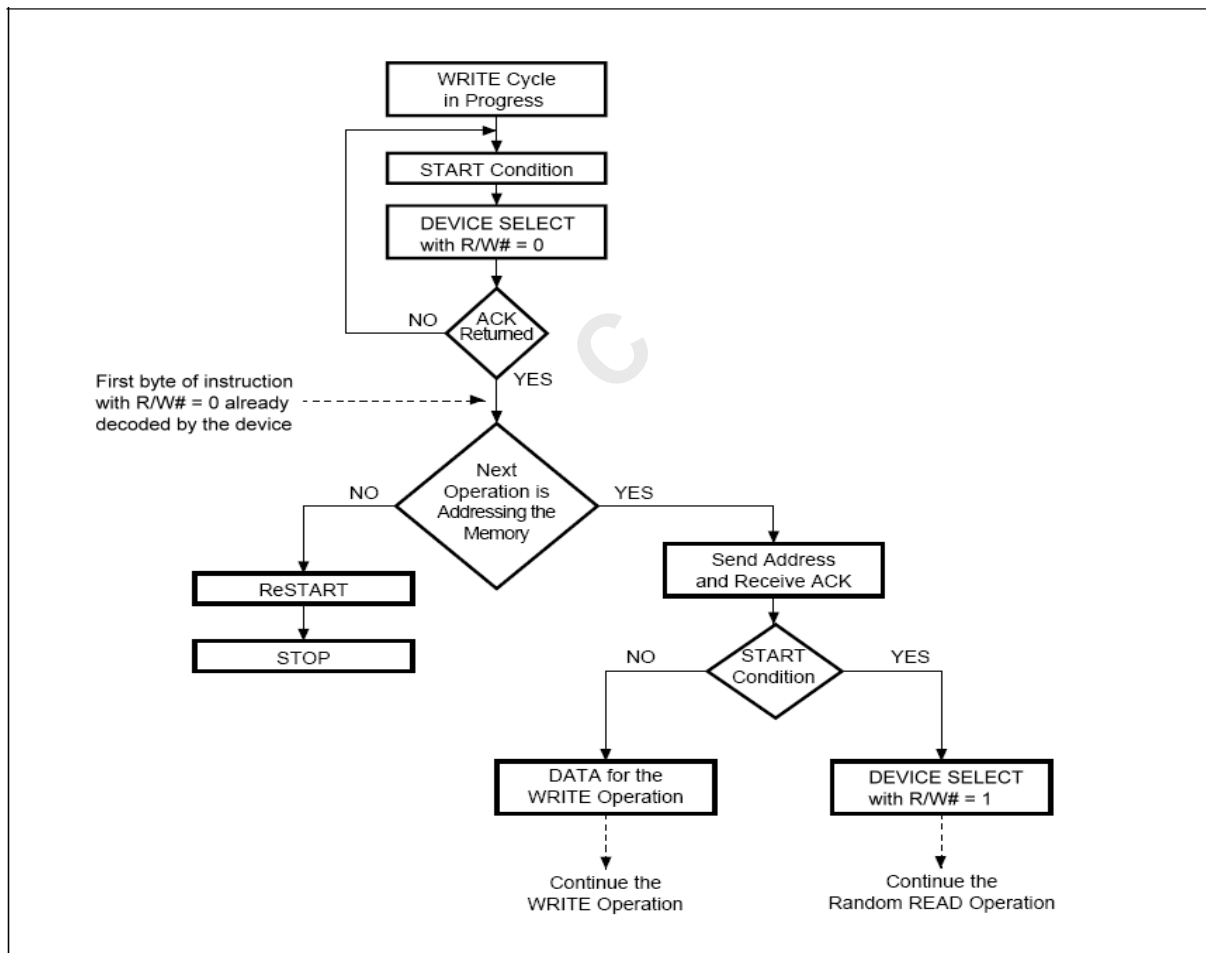 WRITE Cycle
in Progress
START Condition
DEVICE SELECT
with R/W# = 0
ACK
Returned
NO
YES
First byte of instruction
with R/W# = 0 already
decoded by the device
Next
Operation is
Addressing the
Memory
NO
YES
ReSTART
STOP
Send Address
and Receive ACK
START
Condition
NO
YES
DATA for the
WRITE Operation
DEVICE SELECT
with R/W# = 1
Continue the
WRITE Operation
Continue the
Random READ Operation
C